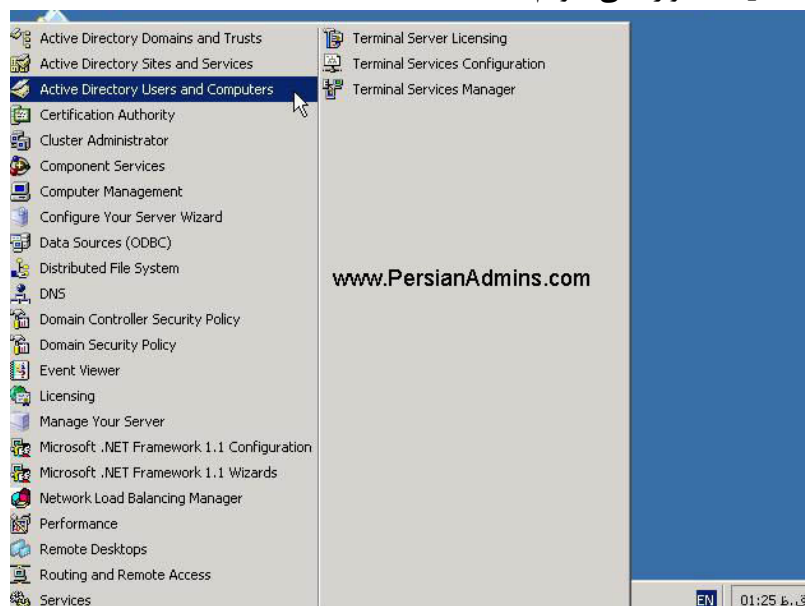 Active Directory Domains and Trusts
Active Directory Sites and Services
Active Directory Users and Computers
Certification Authority
Cluster Administrator
Component Services
Computer Management
Configure Your Server Wizard
Data Sources (ODBC)
Distributed File System
DNS
Domain Controller Security Policy
Domain Security Policy
Event Viewer
Licensing
Manage Your Server
Microsoft .NET Framework 1.1 Configuration
Microsoft .NET Framework 1.1 Wizards
Network Load Balancing Manager
Performance
Remote Desktops
Routing and Remote Access
Services
Terminal Server Licensing
Terminal Services Configuration
Terminal Services Manager
www.PersianAdmins.com
EN
01:25